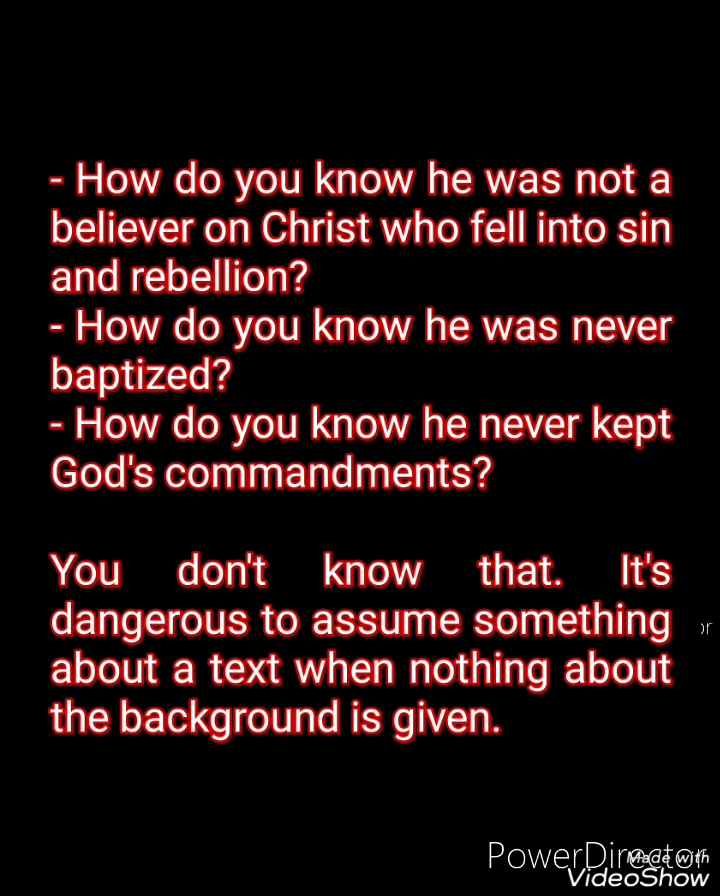 - How do you know he was not a
believer on Christ who fell into sin
and rebellion?
- How do you know he was never
baptized?
- How do you know he never kept
God's commandments?
You don't know that. It's
dangerous to assume something
about a text when nothing about
the background is given.
PowerDirector
Made with
VideoShow